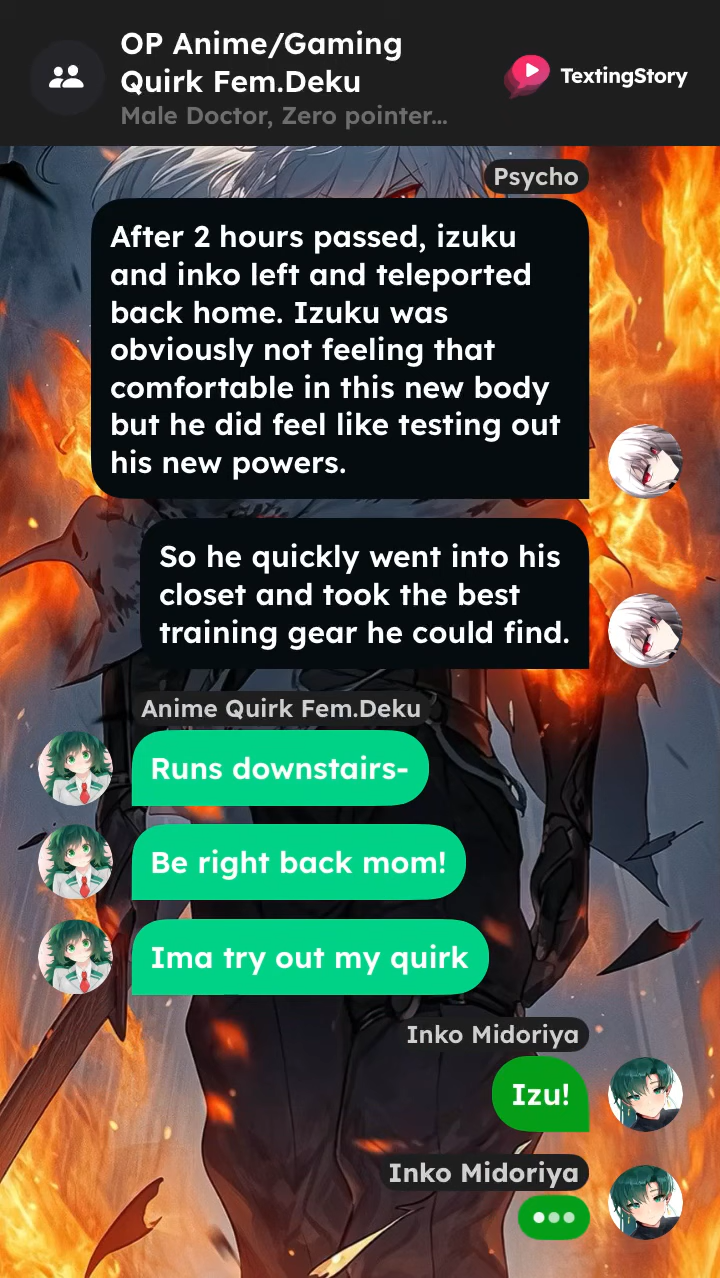 OP Anime/Gaming
Quirk Fem.Deku
Male Doctor, Zero pointer...
TextingStory
Psycho
After 2 hours passed, izuku
and inko left and teleported
back home. Izuku was
obviously not feeling that
comfortable in this new body
but he did feel like testing out
his new powers.
So he quickly went into his
closet and took the best
training gear he could find.
Anime Quirk Fem.Deku
Runs downstairs-
Be right back mom!
Ima try out my quirk
Inko Midoriya
Izu!
Inko Midoriya